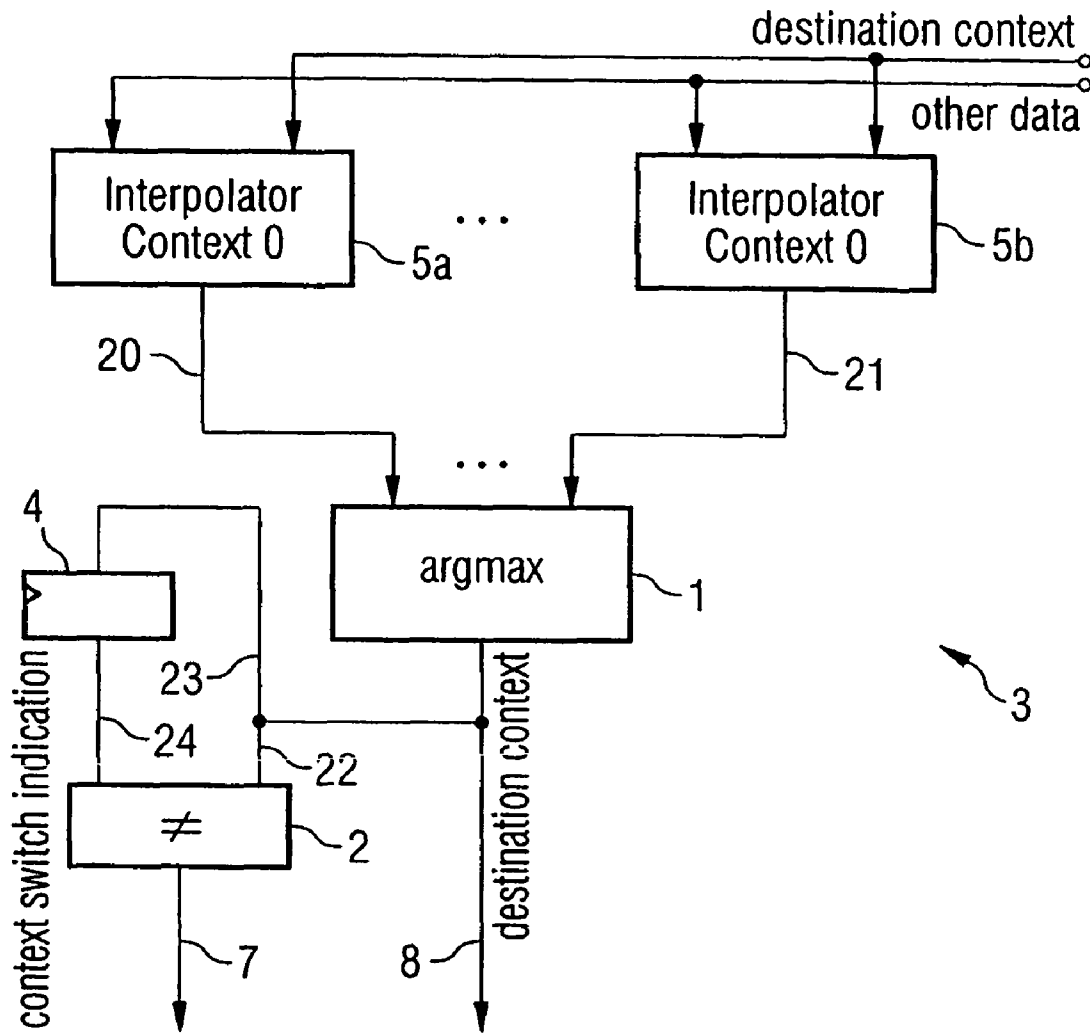 destination context
other data
Interpolator
Context 0
5a
. . .
Interpolator
Context 0
5b
20
21
. . .
4
argmax
1
23
3
24
22
context switch indication
destination context
≠
2
7
8